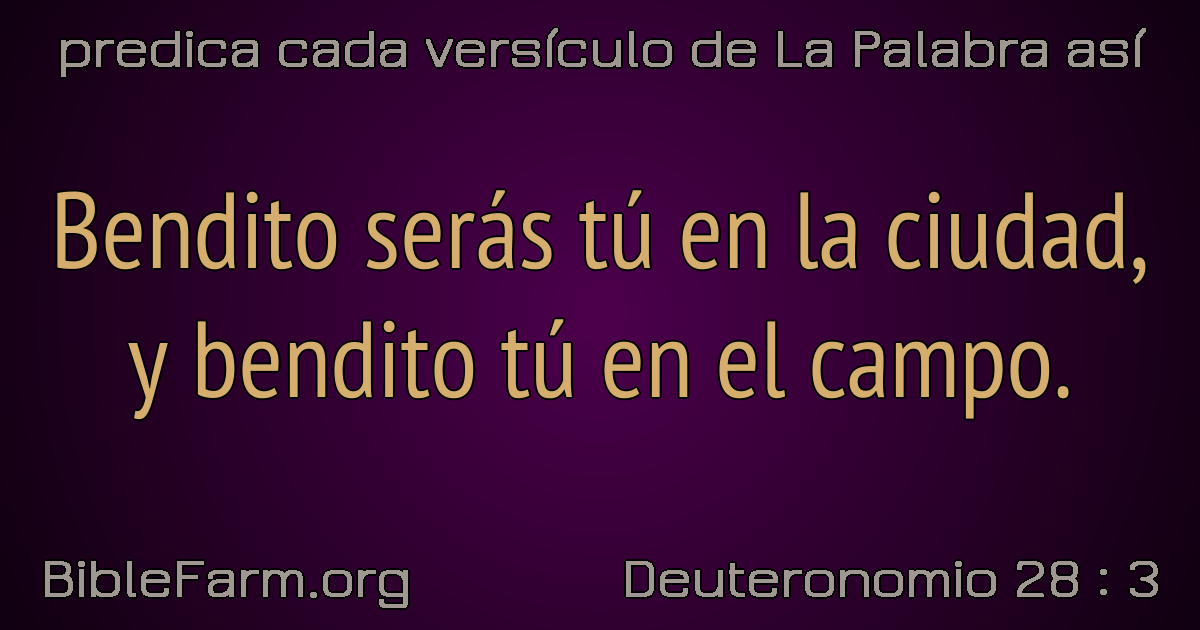 predica cada versículo de La Palabra así
Bendito serás tú en la ciudad,
y bendito tú en el campo.
BibleFarm.org
Deuteronomio 28 : 3